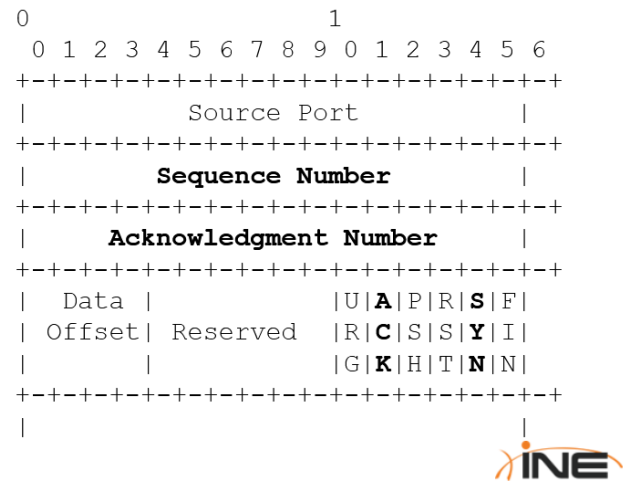 0                   1
 0 1 2 3 4 5 6 7 8 9 0 1 2 3 4 5 6
+-+-+-+-+-+-+-+-+-+-+-+-+-+-+-+-+-+
|          Source Port          |
+-+-+-+-+-+-+-+-+-+-+-+-+-+-+-+-+-+
|        Sequence Number        |
+-+-+-+-+-+-+-+-+-+-+-+-+-+-+-+-+-+
|     Acknowledgment Number     |
+-+-+-+-+-+-+-+-+-+-+-+-+-+-+-+-+-+
|  Data |           |U|A|P|R|S|F|
| Offset| Reserved  |R|C|S|S|Y|I|
|       |           |G|K|H|T|N|N|
+-+-+-+-+-+-+-+-+-+-+-+-+-+-+-+-+-+
|                               |
INE